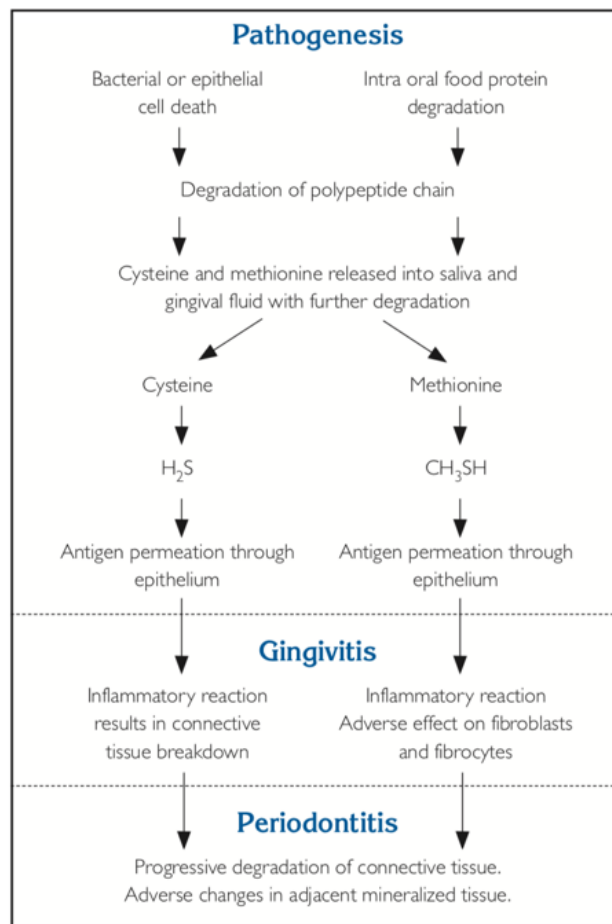 Pathogenesis
Bacterial or epithelial
cell death
Intra oral food protein
degradation
Degradation of polypeptide chain
Cysteine and methionine released into saliva and
gingival fluid with further degradation
Cysteine
Methionine
H₂S
CH₃SH
Antigen permeation through
epithelium
Antigen permeation through
epithelium
Gingivitis
Inflammatory reaction
results in connective
tissue breakdown
Inflammatory reaction
Adverse effect on fibroblasts
and fibrocytes
Periodontitis
Progressive degradation of connective tissue.
Adverse changes in adjacent mineralized tissue.